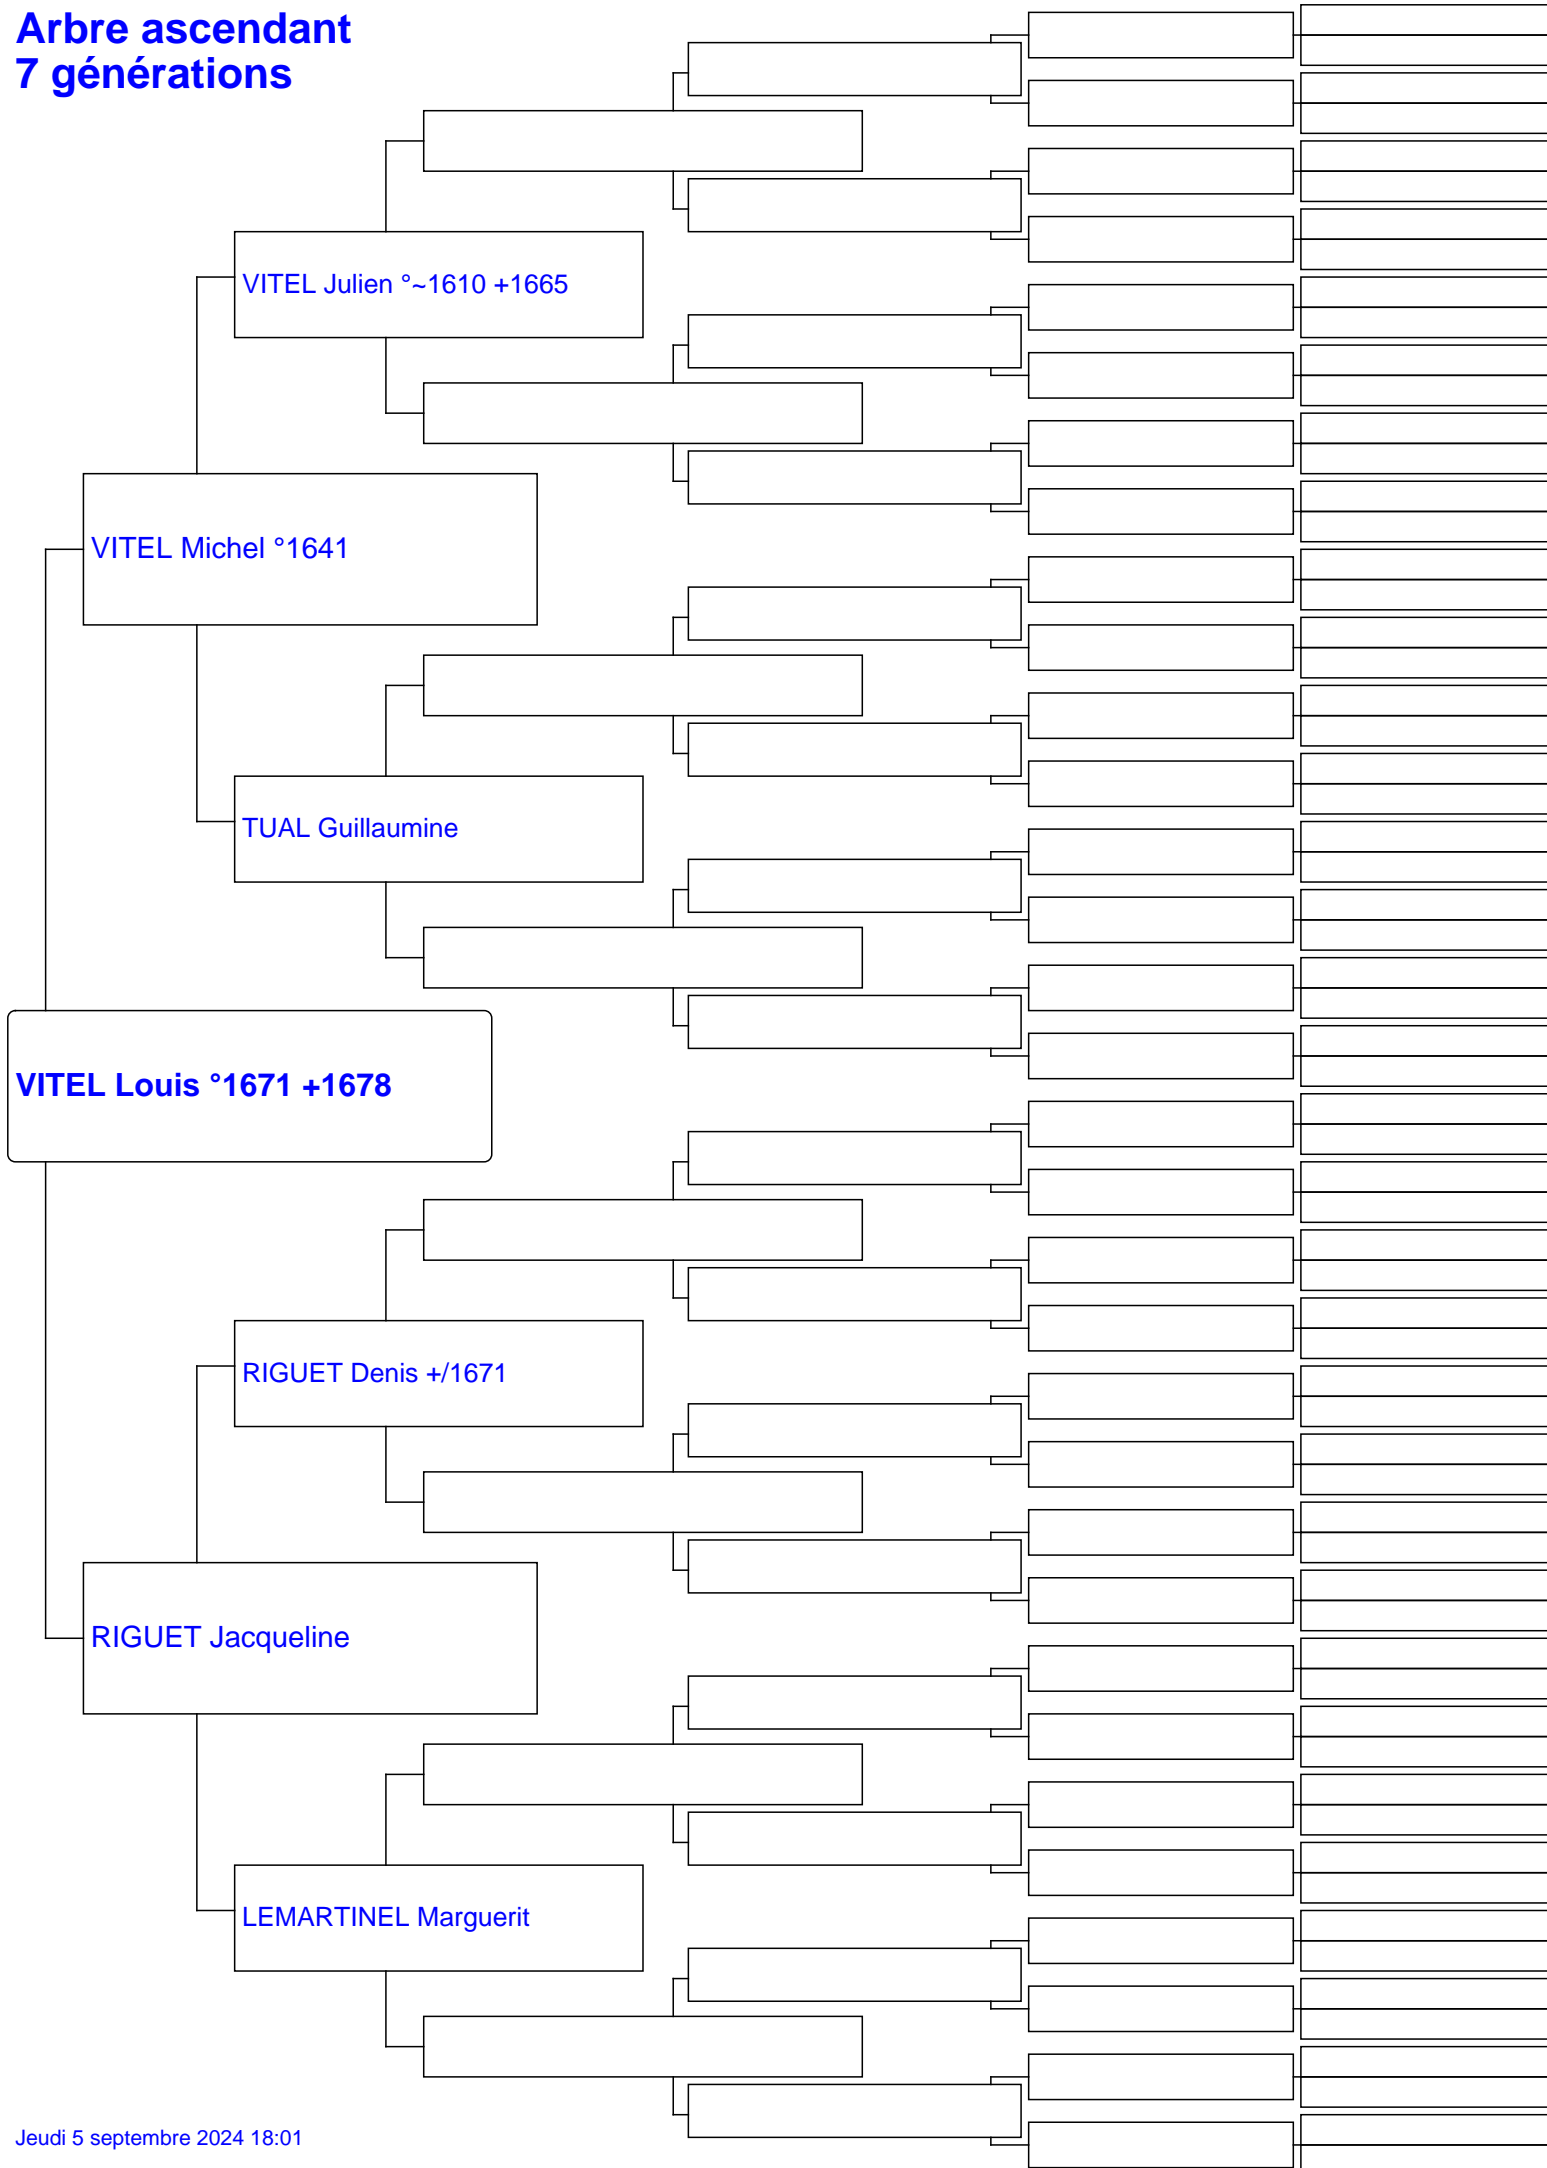 Arbre ascendant
7 générations
VITEL Julien °~1610 +1665
VITEL Michel °1641
TUAL Guillaumine
VITEL Louis °1671 +1678
RIGUET Denis +/1671
RIGUET Jacqueline
LEMARTINEL Marguerit
Jeudi 5 septembre 2024 18:01